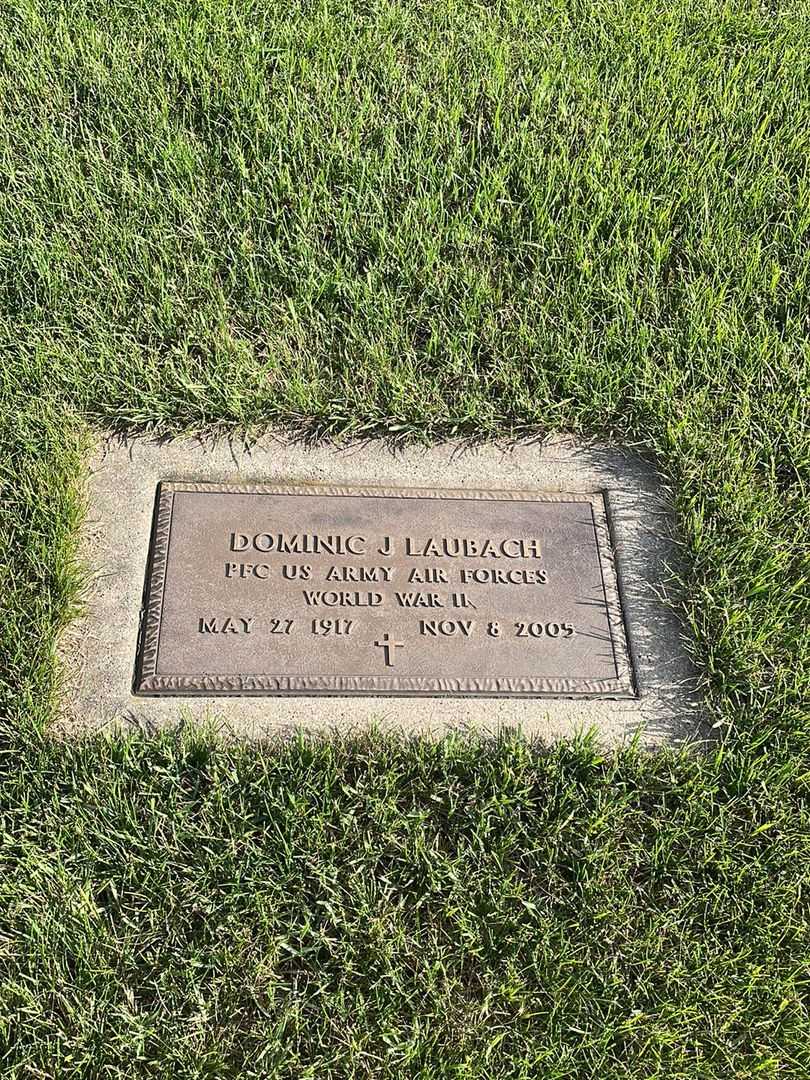 DOMINIC J LAUBACH
PFC US ARMY AIR FORCES
WORLD WAR II
MAY 27 1917 NOV 8 2005